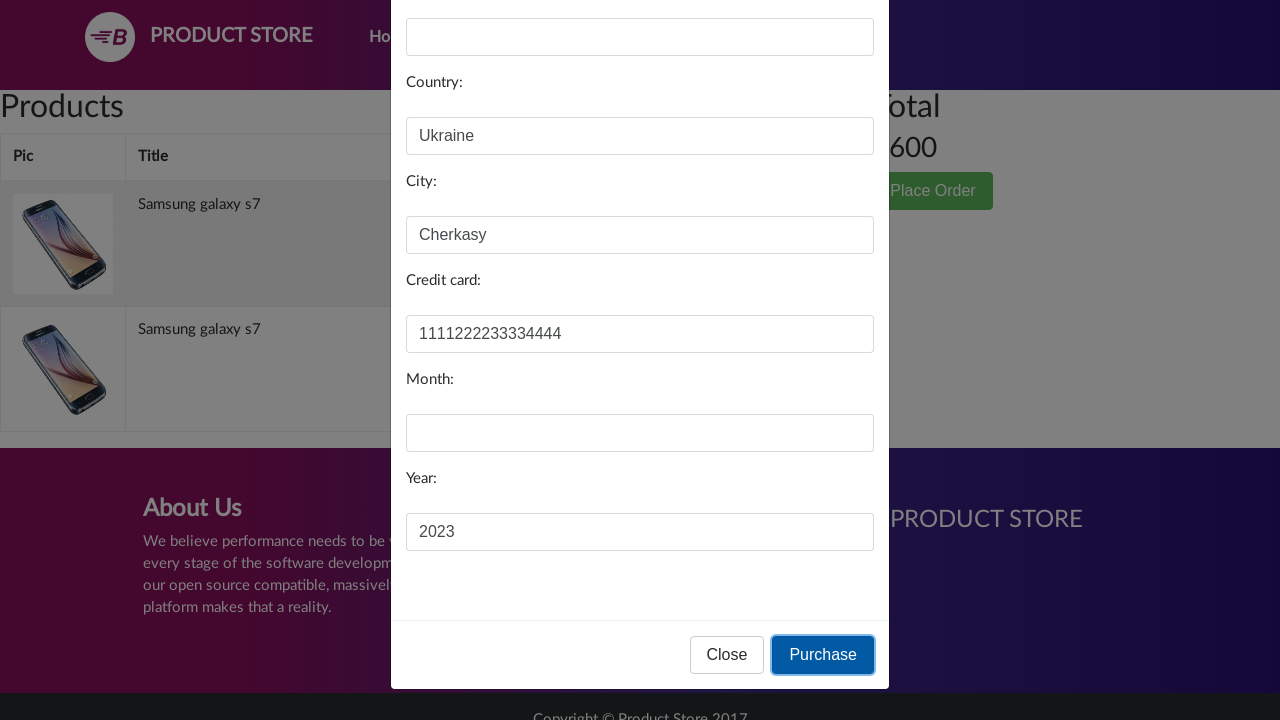 PRODUCT STORE
Ho
Products
Pic
Title
Samsung galaxy s7
Samsung galaxy s7
Country:
Ukraine
City:
Cherkasy
Credit card:
1111222233334444
Month:
Year:
2023
Close
Purchase
otal
600
Place Order
About Us
We believe performance needs to be
every stage of the software developm
our open source compatible, massivel
platform makes that a reality.
PRODUCT STORE
Copyright © Product Store 2017